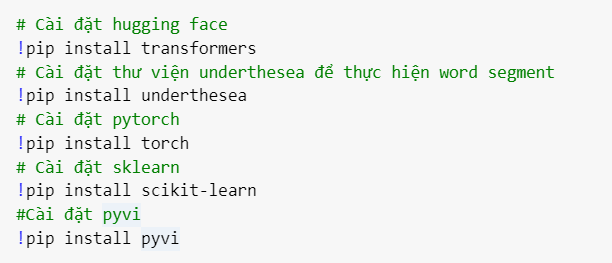 # Cài đặt hugging face
!pip install transformers
# Cài đặt thư viện underthesea để thực hiện word segment
!pip install underthesea
# Cài đặt pytorch
!pip install torch
# Cài đặt sklearn
!pip install scikit-learn
#Cài đặt pyvi
!pip install pyvi